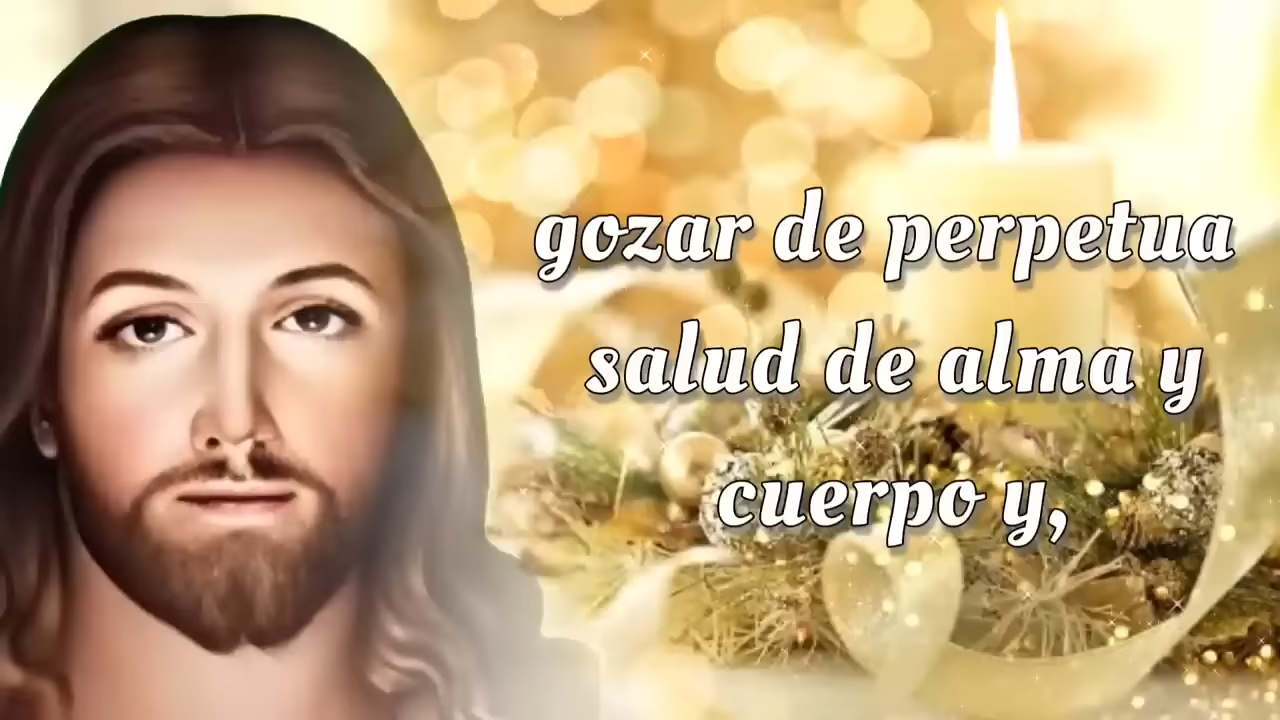 gozar de perpetua
salud de alma y
cuerpo y,